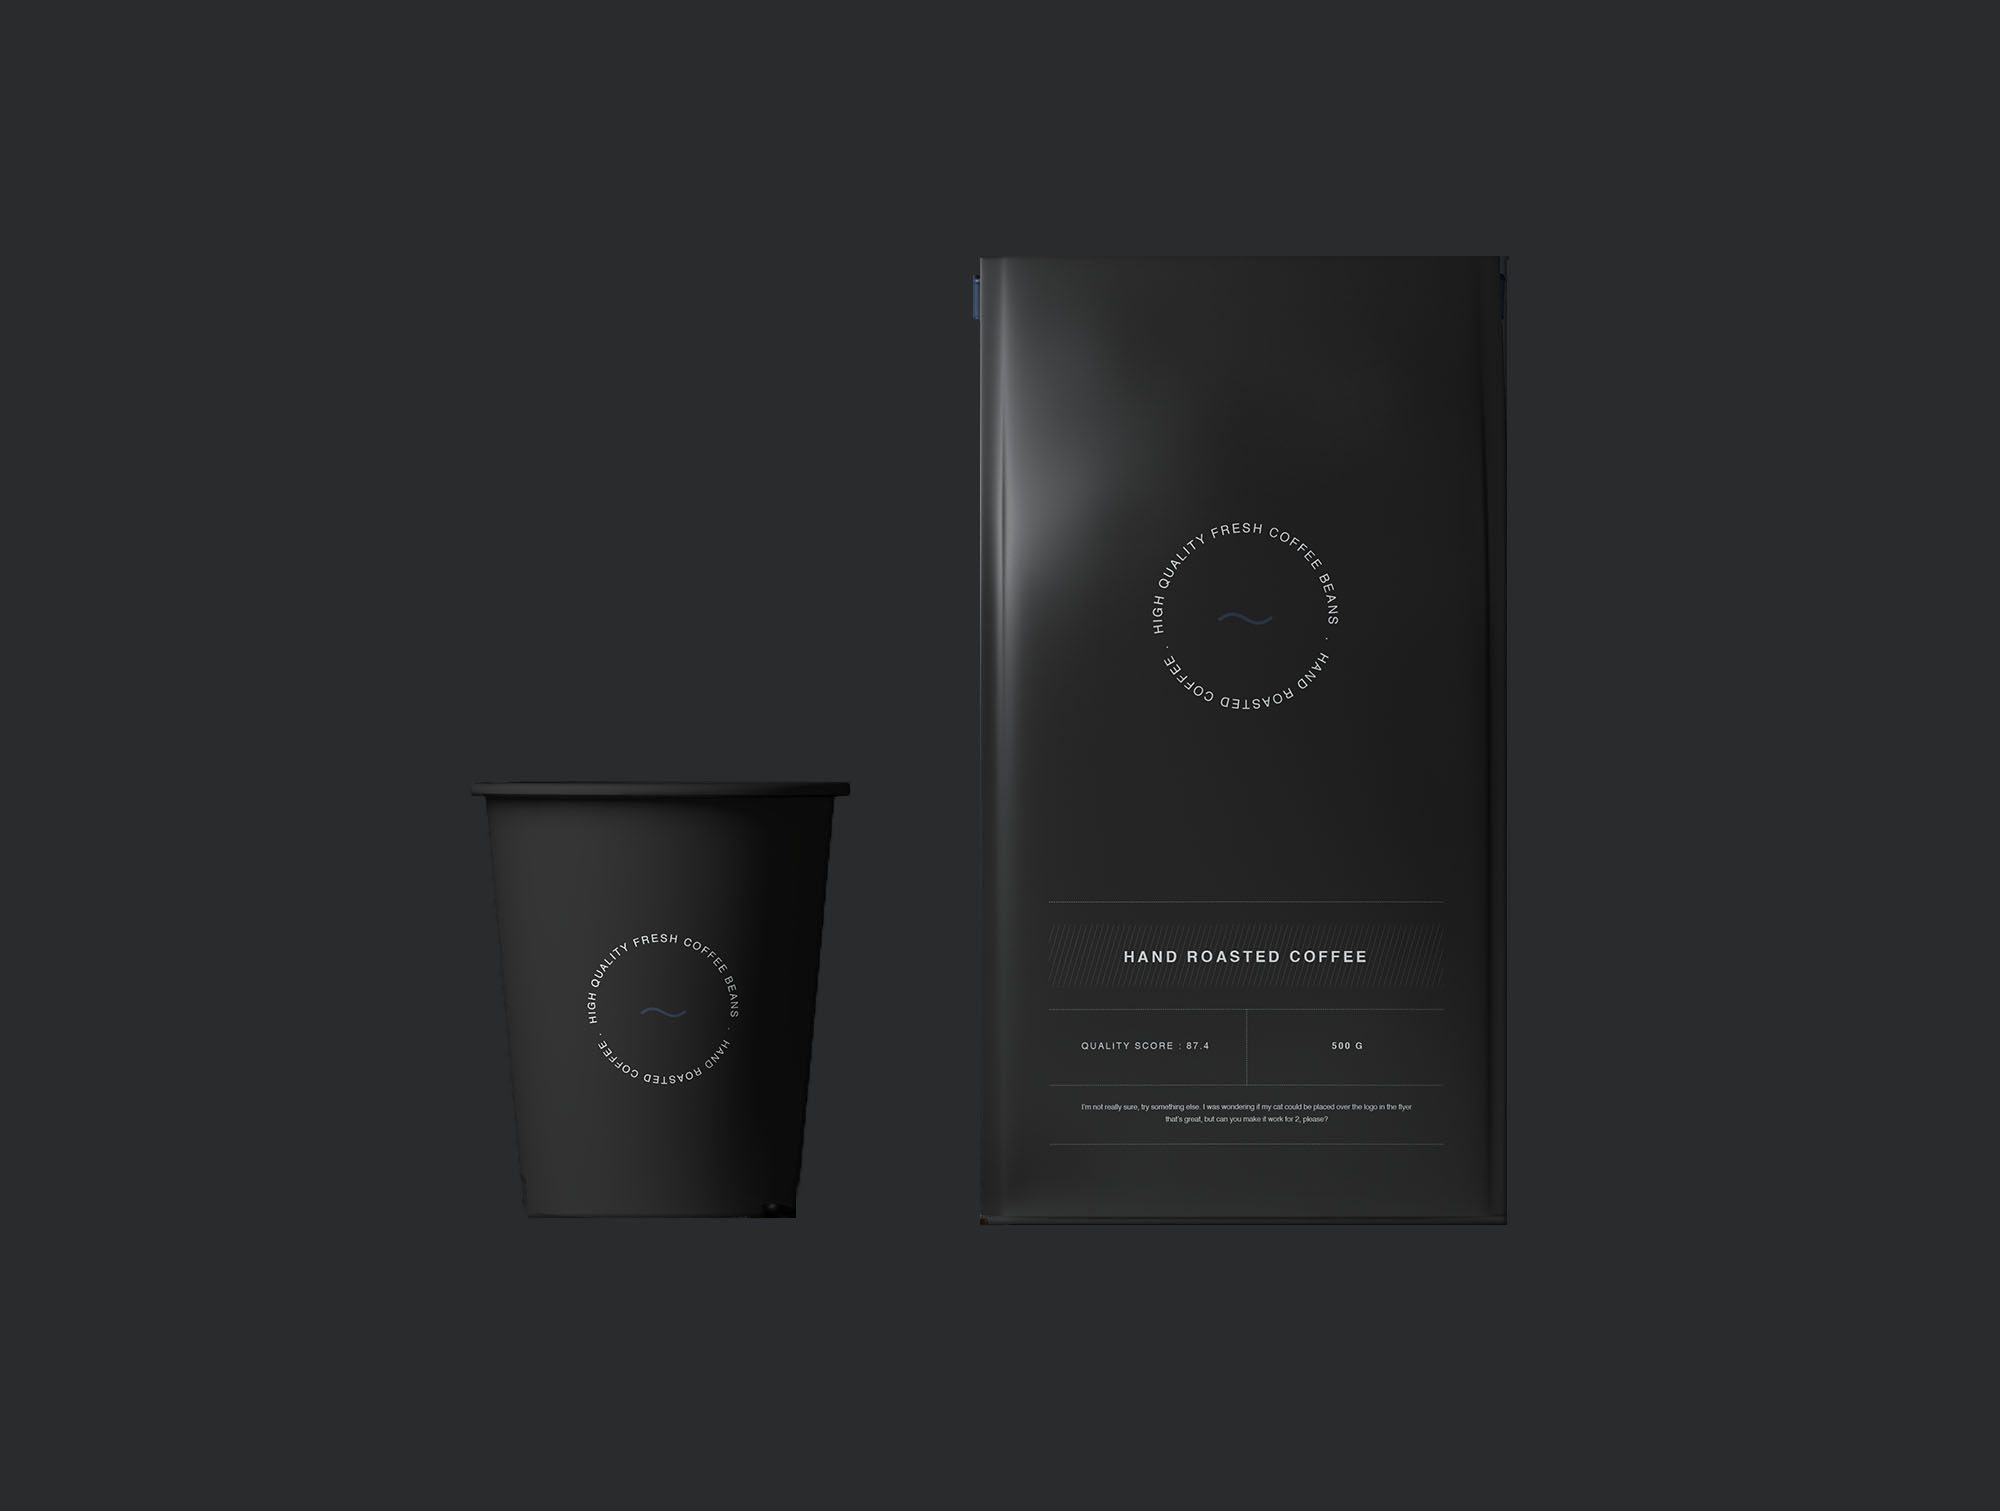 HIGH QUALITY FRESH COFFEE BEANS · HAND ROASTED COFFEE ·
HIGH QUALITY FRESH COFFEE BEANS · HAND ROASTED COFFEE ·
HAND ROASTED COFFEE
QUALITY SCORE : 87.4
500 G
I'm not really sure, try something else. I was wondering if my cat could be placed over the logo in the flyer
that's great, but can you make it work for 2, please?